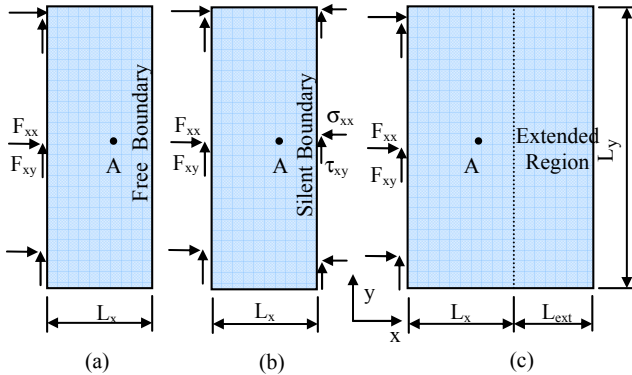 F_xx
F_xy
A
Free Boundary
L_x
(a)
F_xx
F_xy
A
Silent Boundary
σ_xx
τ_xy
L_x
(b)
y
x
F_xx
F_xy
A
Extended
Region
L_y
L_x
L_ext
(c)